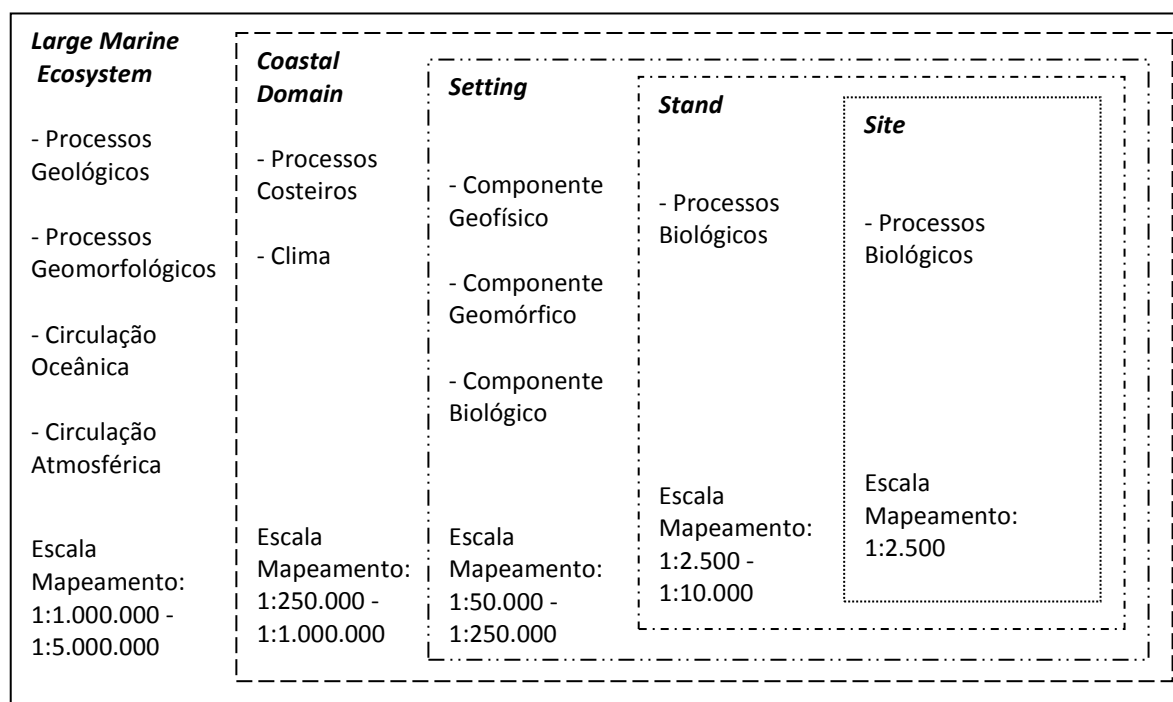 Large Marine
Ecosystem
- Processos
Geológicos
- Processos
Geomorfológicos
- Circulação
Oceânica
- Circulação
Atmosférica
Escala
Mapeamento:
1:1.000.000 -
1:5.000.000
Coastal
Domain
- Processos
Costeiros
- Clima
Escala
Mapeamento:
1:250.000 -
1:1.000.000
Setting
- Componente
Geofísico
- Componente
Geomórfico
- Componente
Biológico
Escala
Mapeamento:
1:50.000 -
1:250.000
Stand
- Processos
Biológicos
Escala
Mapeamento:
1:2.500 -
1:10.000
Site
- Processos
Biológicos
Escala
Mapeamento:
1:2.500